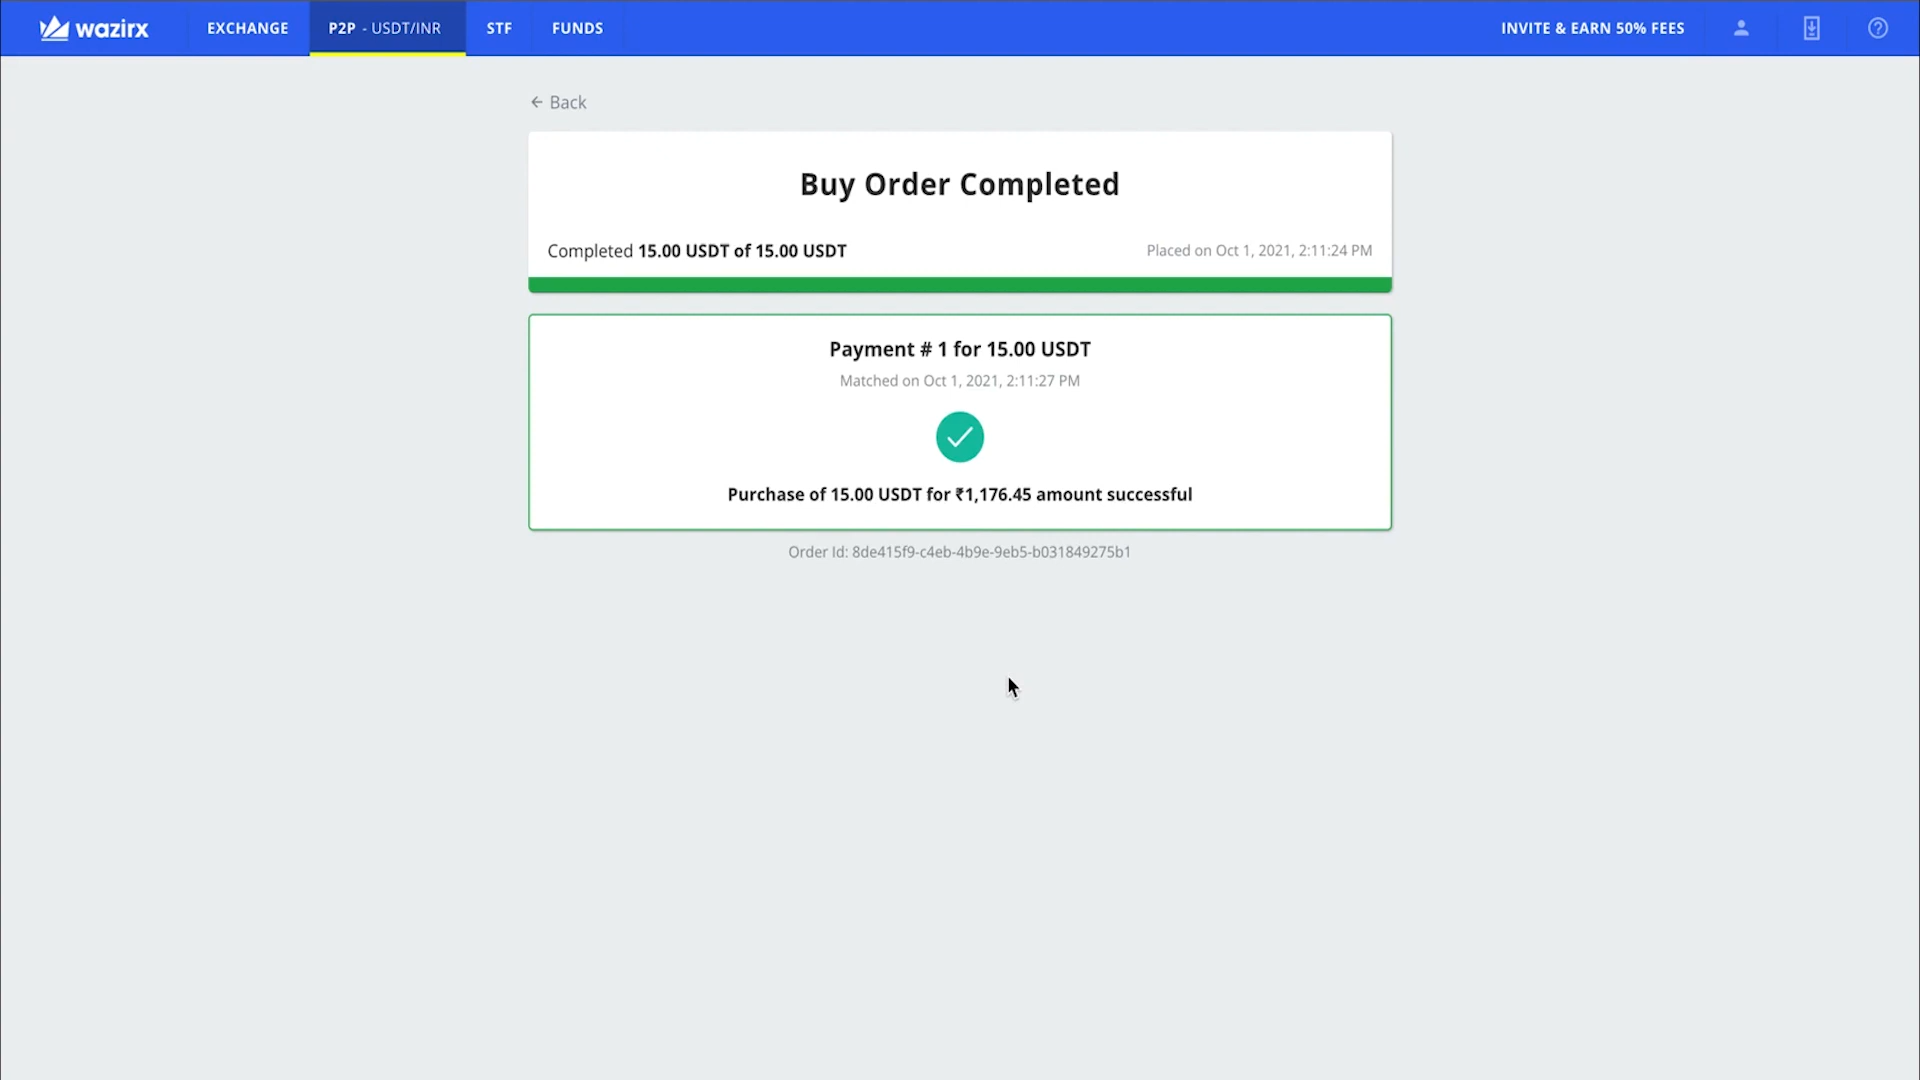 wazirx EXCHANGE P2P - USDT/INR STF FUNDS INVITE & EARN 50% FEES
Back
Buy Order Completed
Completed 15.00 USDT of 15.00 USDT Placed on Oct 1, 2021, 2:11:24 PM
Payment # 1 for 15.00 USDT
Matched on Oct 1, 2021, 2:11:27 PM
Purchase of 15.00 USDT for ₹1,176.45 amount successful
Order Id: 8de415f9-c4eb-4b9e-9eb5-b031849275b1